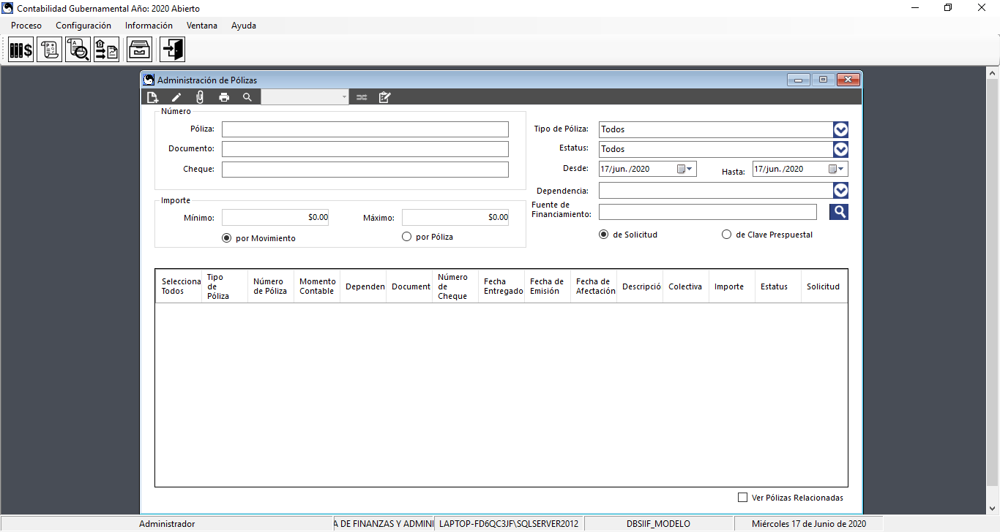 Contabilidad Gubernamental Año: 2020 Abierto
Proceso Configuración Información Ventana Ayuda
Administración de Pólizas
Número
Póliza:
Documento:
Cheque:
Tipo de Póliza: Todos
Estatus: Todos
Desde: 17/jun. /2020 Hasta: 17/jun. /2020
Dependencia:
Fuente de
Financiamiento:
de Solicitud de Clave Prespuestal
Importe
Mínimo: $0.00 Máximo: $0.00
por Movimiento por Póliza
Selecciona
Todos
Tipo
de
Póliza
Número
de Póliza
Momento
Contable
Dependen
Document
Número
de
Cheque
Fecha
Entregado
Fecha de
Emisión
Fecha de
Afectación
Descripció
Colectiva
Importe
Estatus
Solicitud
Ver Pólizas Relacionadas
Administrador A DE FINANZAS Y ADMINI LAPTOP-FD6QC3JF\SQLSERVER2012 DBSIIF_MODELO Miércoles 17 de Junio de 2020